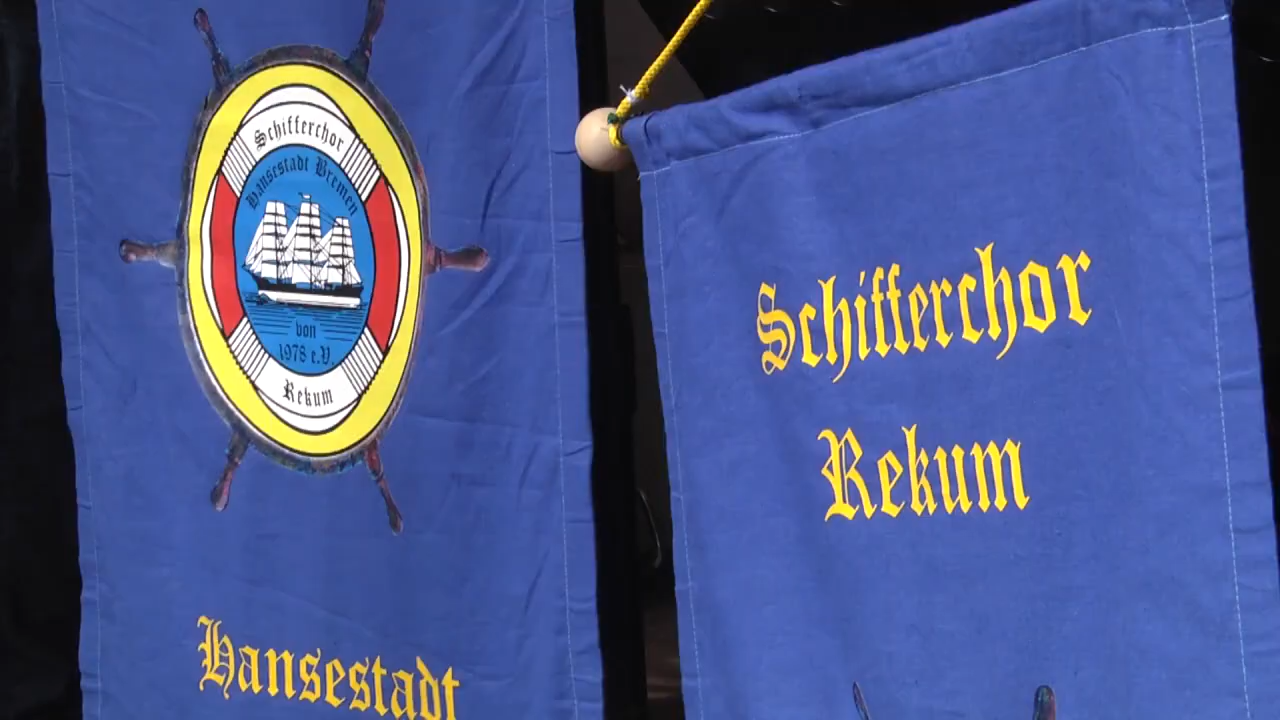 Schifferchor
Hansestadt Bremen
von
1978 e.V.
Rekum
Hansestadt
Schifferchor
Rekum